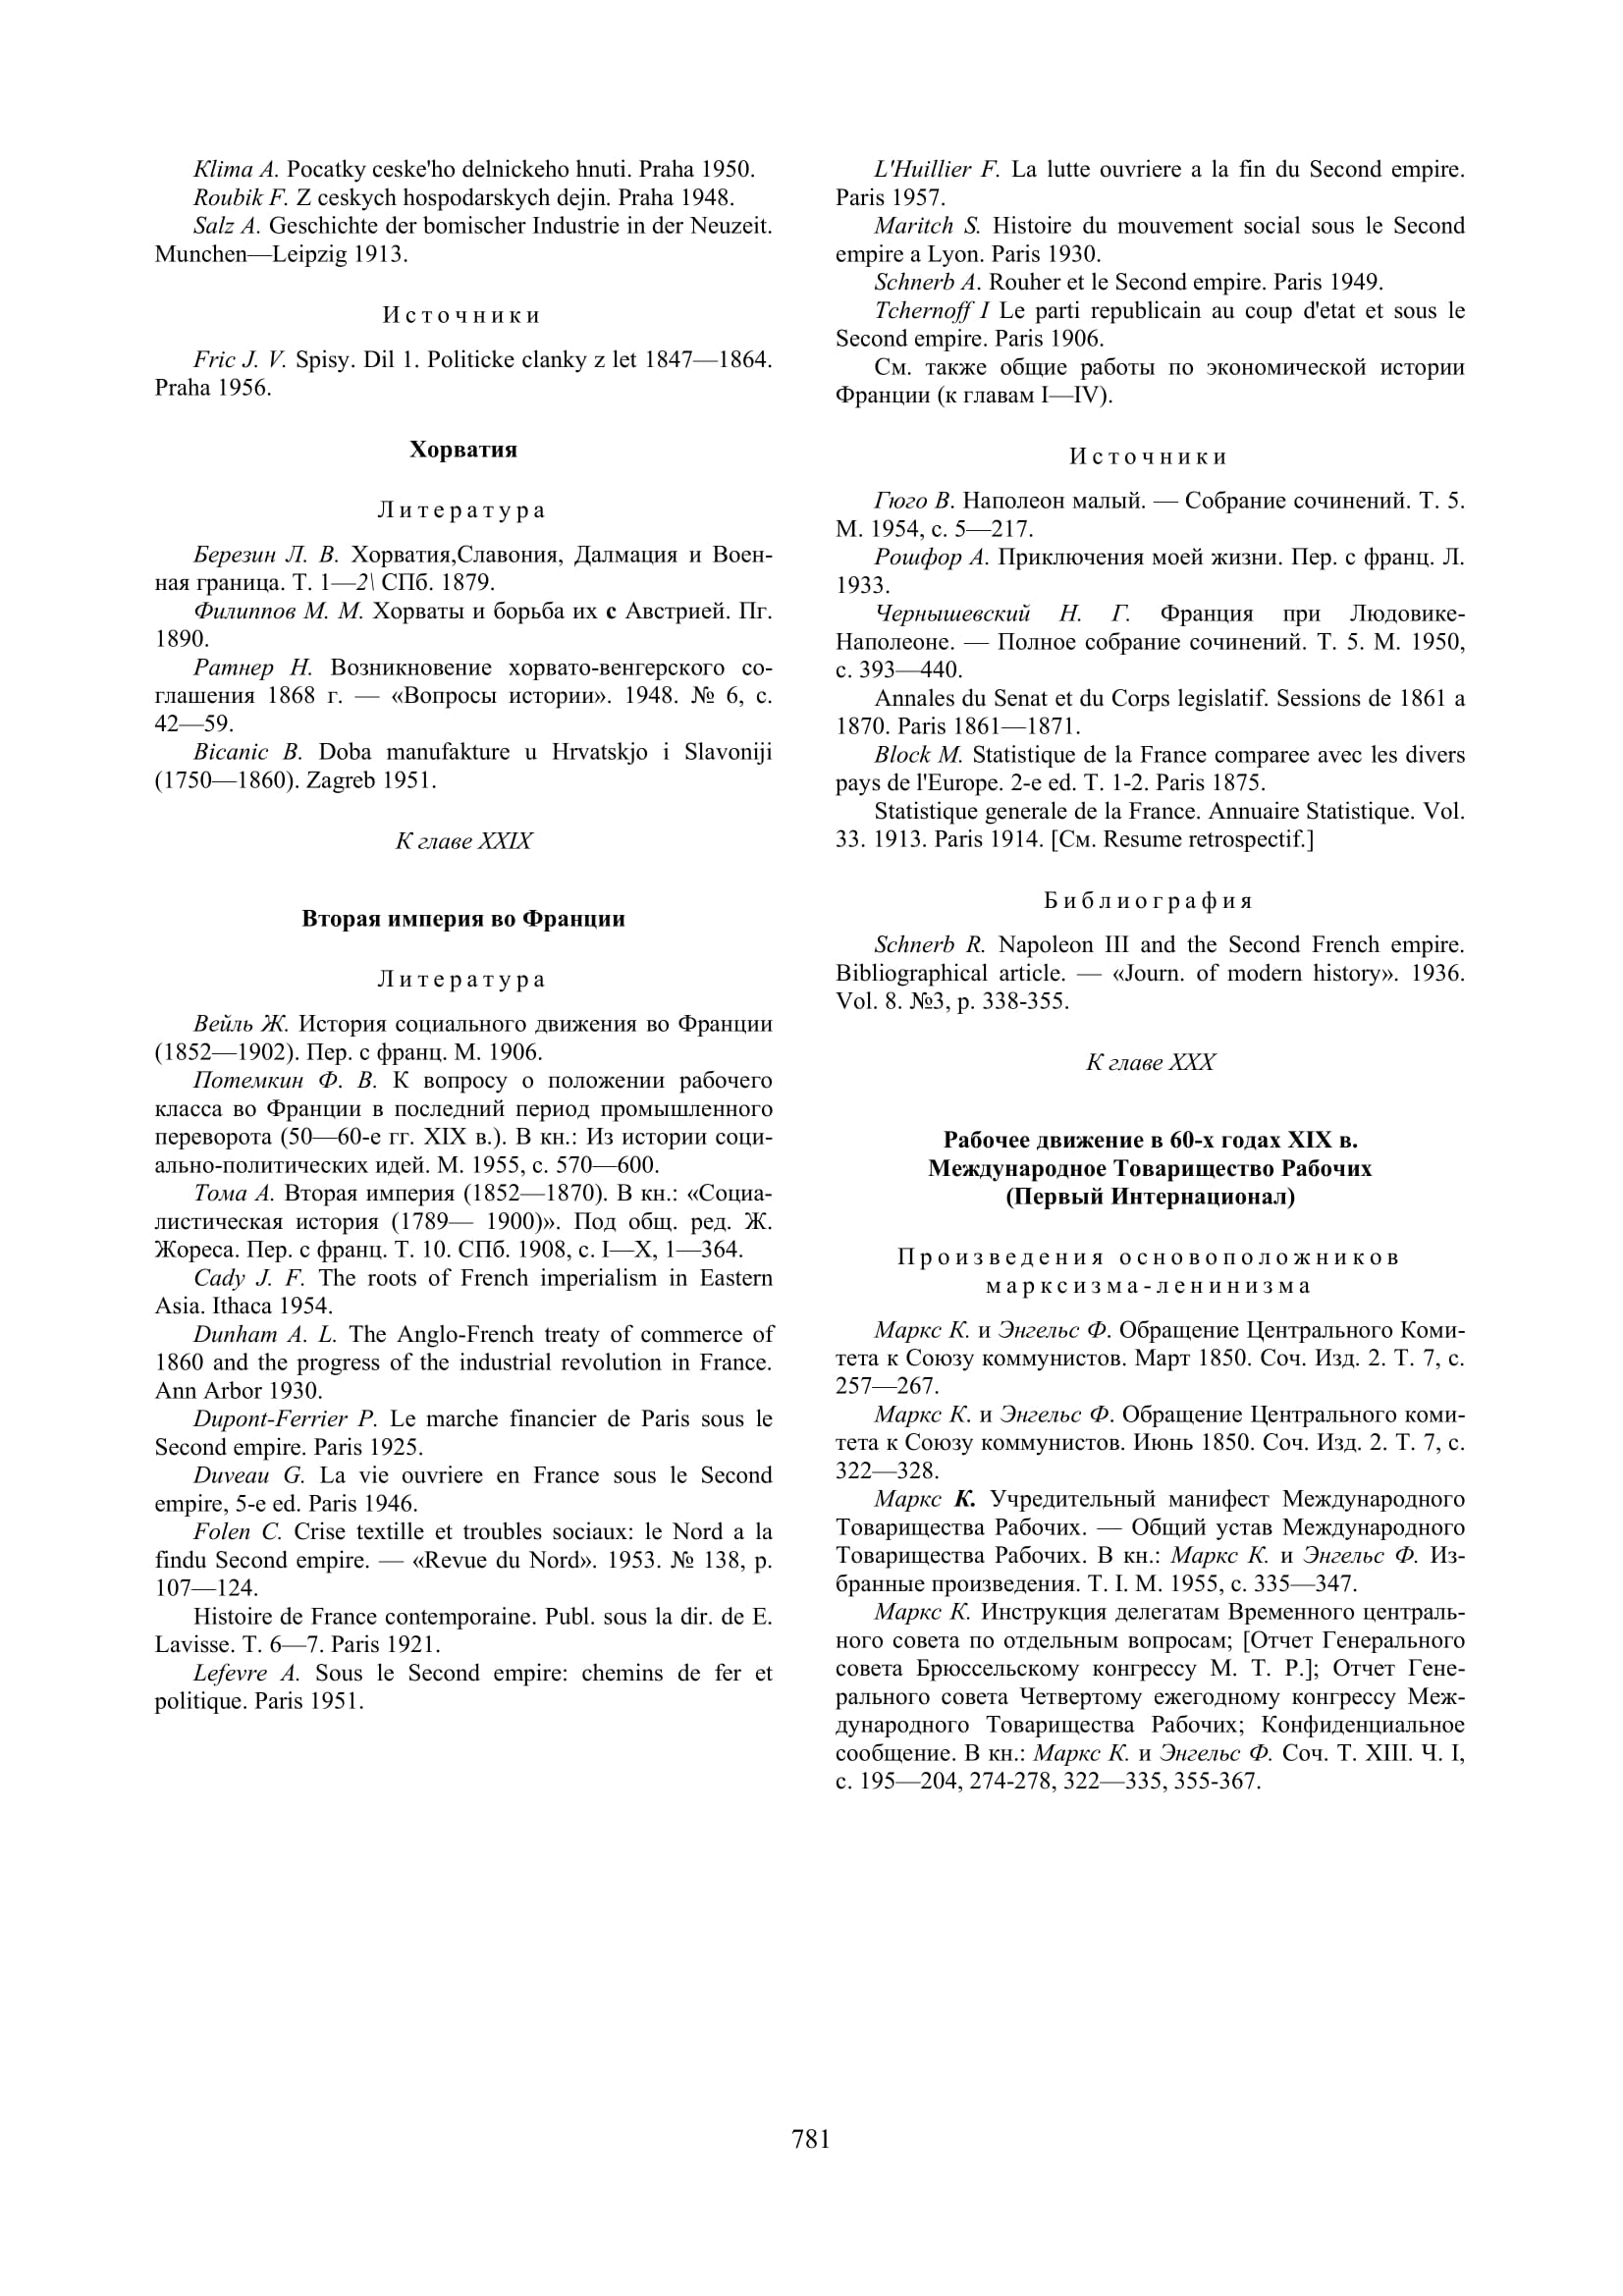 Klima A. Pocatky ceske'ho delnickeho hnuti. Praha 1950.
Roubik F. Z ceskych hospodarskych dejin. Praha 1948.
Salz A. Geschichte der bomischer Industrie in der Neuzeit.
Munchen—Leipzig 1913.
Источники
Fric J. V. Spisy. Dil 1. Politicke clanky z let 1847—1864.
Praha 1956.
Хорватия
Литература
Березин Л. В. Хорватия,Славония, Далмация и Воен-
ная граница. Т. 1—2\ СПб. 1879.
Филиппов М. М. Хорваты и борьба их с Австрией. Пг.
1890.
Ратнер Н. Возникновение хорвато-венгерского со-
глашения 1868 г. — «Вопросы истории». 1948. № 6, с.
42—59.
Bicanic B. Doba manufakture u Hrvatskjo i Slavoniji
(1750—1860). Zagreb 1951.
К главе XXIX
Вторая империя во Франции
Литература
Вейль Ж. История социального движения во Франции
(1852—1902). Пер. с франц. М. 1906.
Потемкин Ф. В. К вопросу о положении рабочего
класса во Франции в последний период промышленного
переворота (50—60-е гг. XIX в.). В кн.: Из истории соци-
ально-политических идей. М. 1955, с. 570—600.
Тома А. Вторая империя (1852—1870). В кн.: «Социа-
листическая история (1789— 1900)». Под общ. ред. Ж.
Жореса. Пер. с франц. Т. 10. СПб. 1908, с. I—X, 1—364.
Cady J. F. The roots of French imperialism in Eastern
Asia. Ithaca 1954.
Dunham A. L. The Anglo-French treaty of commerce of
1860 and the progress of the industrial revolution in France.
Ann Arbor 1930.
Dupont-Ferrier P. Le marche financier de Paris sous le
Second empire. Paris 1925.
Duveau G. La vie ouvriere en France sous le Second
empire, 5-e ed. Paris 1946.
Folen C. Crise textille et troubles sociaux: le Nord a la
findu Second empire. — «Revue du Nord». 1953. № 138, p.
107—124.
Histoire de France contemporaine. Publ. sous la dir. de E.
Lavisse. T. 6—7. Paris 1921.
Lefevre A. Sous le Second empire: chemins de fer et
politique. Paris 1951.
L'Huillier F. La lutte ouvriere a la fin du Second empire.
Paris 1957.
Maritch S. Histoire du mouvement social sous le Second
empire a Lyon. Paris 1930.
Schnerb A. Rouher et le Second empire. Paris 1949.
Tchernoff I Le parti republicain au coup d'etat et sous le
Second empire. Paris 1906.
См. также общие работы по экономической истории
Франции (к главам I—IV).
Источники
Гюго В. Наполеон малый. — Собрание сочинений. Т. 5.
М. 1954, с. 5—217.
Рошфор А. Приключения моей жизни. Пер. с франц. Л.
1933.
Чернышевский Н. Г. Франция при Людовике-
Наполеоне. — Полное собрание сочинений. Т. 5. М. 1950,
с. 393—440.
Annales du Senat et du Corps legislatif. Sessions de 1861 a
1870. Paris 1861—1871.
Block M. Statistique de la France comparee avec les divers
pays de l'Europe. 2-e ed. T. 1-2. Paris 1875.
Statistique generale de la France. Annuaire Statistique. Vol.
33. 1913. Paris 1914. [См. Resume retrospectif.]
Библиография
Schnerb R. Napoleon III and the Second French empire.
Bibliographical article. — «Journ. of modern history». 1936.
Vol. 8. №3, p. 338-355.
К главе XXX
Рабочее движение в 60-х годах XIX в.
Международное Товарищество Рабочих
(Первый Интернационал)
Произведения основоположников
марксизма-ленинизма
Маркс К. и Энгельс Ф. Обращение Центрального Коми-
тета к Союзу коммунистов. Март 1850. Соч. Изд. 2. Т. 7, с.
257—267.
Маркс К. и Энгельс Ф. Обращение Центрального коми-
тета к Союзу коммунистов. Июнь 1850. Соч. Изд. 2. Т. 7, с.
322—328.
Маркс К. Учредительный манифест Международного
Товарищества Рабочих. — Общий устав Международного
Товарищества Рабочих. В кн.: Маркс К. и Энгельс Ф. Из-
бранные произведения. Т. I. М. 1955, с. 335—347.
Маркс К. Инструкция делегатам Временного централь-
ного совета по отдельным вопросам; [Отчет Генерального
совета Брюссельскому конгрессу М. Т. Р.]; Отчет Гене-
рального совета Четвертому ежегодному конгрессу Меж-
дународного Товарищества Рабочих; Конфиденциальное
сообщение. В кн.: Маркс К. и Энгельс Ф. Соч. Т. XIII. Ч. I,
с. 195—204, 274-278, 322—335, 355-367.
781